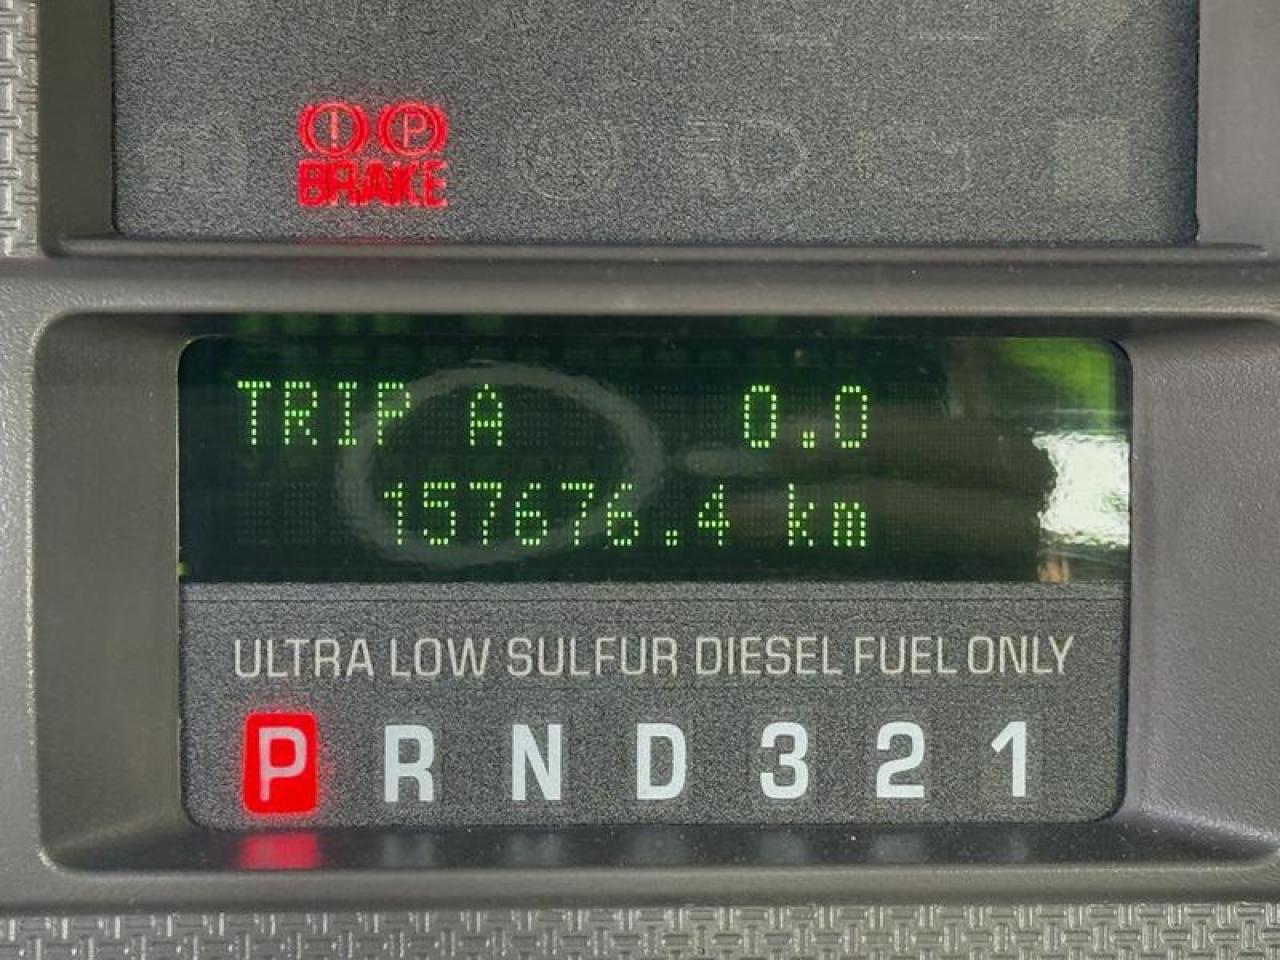 BRAKE
TRIP A 0.0
157676.4 km
ULTRA LOW SULFUR DIESEL FUEL ONLY
P R N D 3 2 1